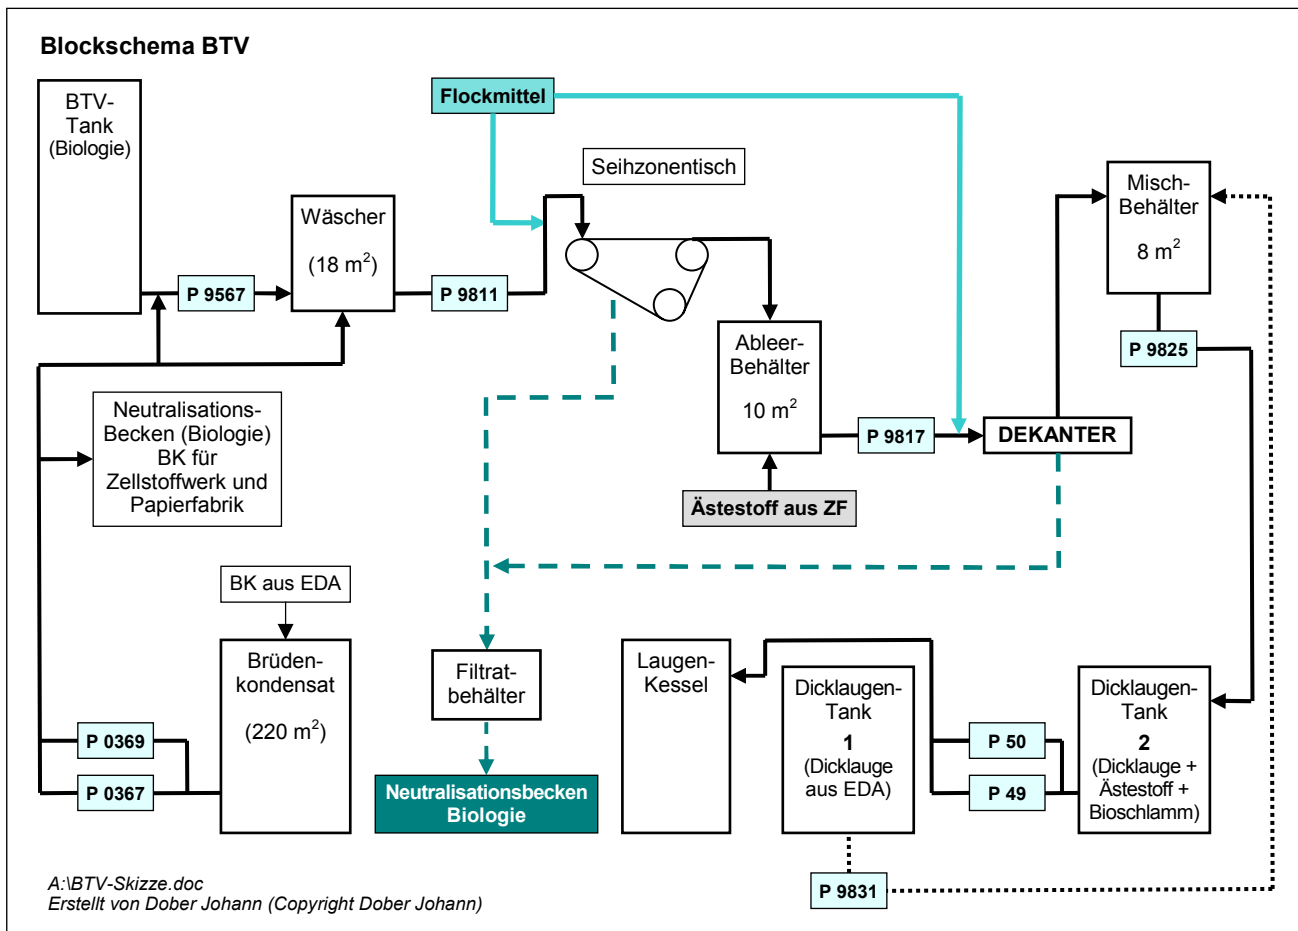 Blockschema BTV
BTV-
Tank
(Biologie)
Flockmittel
Seihzonentisch
Misch-
Behälter
8 m²
Wäscher
(18 m²)
P 9567
P 9811
P 9825
Ableer-
Behälter
10 m²
P 9817
DEKANTER
Neutralisations-
Becken (Biologie)
BK für
Zellstoffwerk und
Papierfabrik
Ästestoff aus ZF
BK aus EDA
Brüden-
kondensat
(220 m²)
Filtrat-
behälter
Laugen-
Kessel
Dicklaugen-
Tank
1
(Dicklauge
aus EDA)
Dicklaugen-
Tank
2
(Dicklauge +
Ästestoff +
Bioschlamm)
P 0369
P 0367
P 50
P 49
Neutralisationsbecken
Biologie
P 9831
A:\BTV-Skizze.doc
Erstellt von Dober Johann (Copyright Dober Johann)